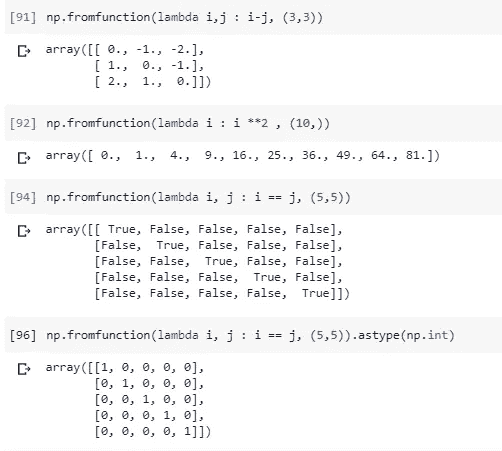 [91] np.fromfunction(lambda i,j : i-j, (3,3))
array([[ 0., -1., -2.],
[ 1.,  0., -1.],
[ 2.,  1.,  0.]])
[92] np.fromfunction(lambda i : i **2 , (10,))
array([ 0.,  1.,  4.,  9., 16., 25., 36., 49., 64., 81.])
[94] np.fromfunction(lambda i, j : i == j, (5,5))
array([[ True, False, False, False, False],
[False,  True, False, False, False],
[False, False,  True, False, False],
[False, False, False,  True, False],
[False, False, False, False,  True]])
[96] np.fromfunction(lambda i, j : i == j, (5,5)).astype(np.int)
array([[1, 0, 0, 0, 0],
[0, 1, 0, 0, 0],
[0, 0, 1, 0, 0],
[0, 0, 0, 1, 0],
[0, 0, 0, 0, 1]])